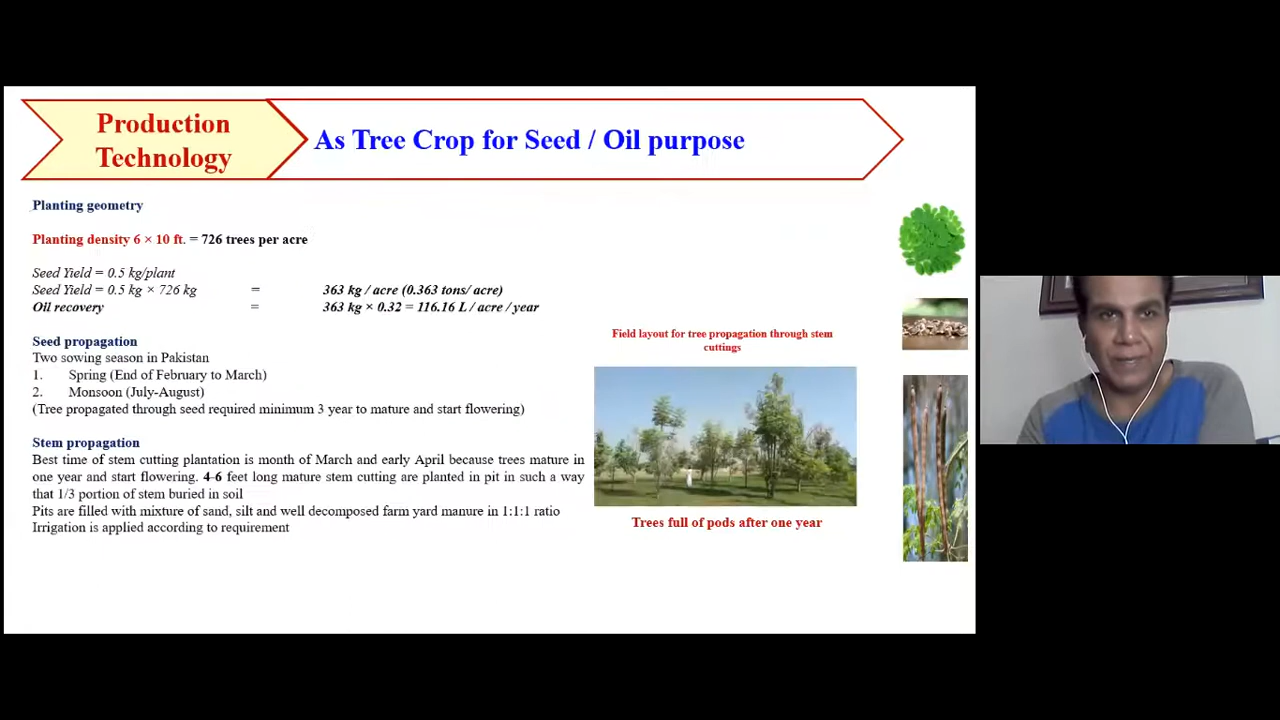 Production
Technology
As Tree Crop for Seed / Oil purpose
Planting geometry
Planting density 6 × 10 ft. = 726 trees per acre
Seed Yield = 0.5 kg/plant
Seed Yield = 0.5 kg × 726 kg = 363 kg / acre (0.363 tons/ acre)
Oil recovery = 363 kg × 0.32 = 116.16 L / acre / year
Seed propagation
Two sowing season in Pakistan
1. Spring (End of February to March)
2. Monsoon (July-August)
(Tree propagated through seed required minimum 3 year to mature and start flowering)
Stem propagation
Best time of stem cutting plantation is month of March and early April because trees mature in
one year and start flowering. 4-6 feet long mature stem cutting are planted in pit in such a way
that 1/3 portion of stem buried in soil
Pits are filled with mixture of sand, silt and well decomposed farm yard manure in 1:1:1 ratio
Irrigation is applied according to requirement
Field layout for tree propagation through stem
cuttings
Trees full of pods after one year